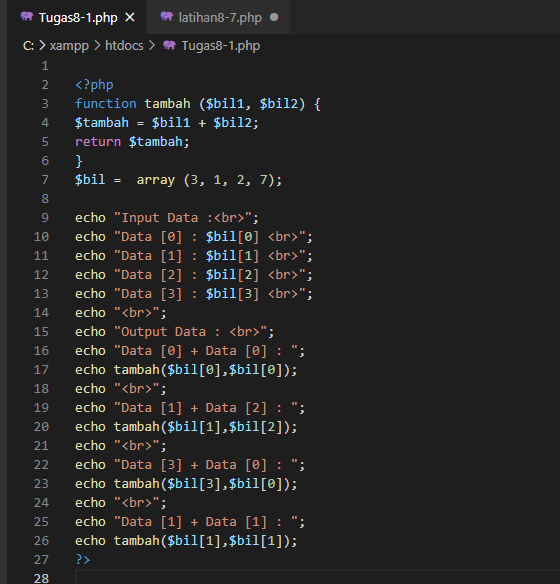 Tugas8-1.php
latihan8-7.php
C: > xampp > htdocs > Tugas8-1.php
1
2 <?php
3 function tambah ($bil1, $bil2) {
4 $tambah = $bil1 + $bil2;
5 return $tambah;
6 }
7 $bil =  array (3, 1, 2, 7);
8
9 echo "Input Data :<br>";
10 echo "Data [0] : $bil[0] <br>";
11 echo "Data [1] : $bil[1] <br>";
12 echo "Data [2] : $bil[2] <br>";
13 echo "Data [3] : $bil[3] <br>";
14 echo "<br>";
15 echo "Output Data : <br>";
16 echo "Data [0] + Data [0] : ";
17 echo tambah($bil[0],$bil[0]);
18 echo "<br>";
19 echo "Data [1] + Data [2] : ";
20 echo tambah($bil[1],$bil[2]);
21 echo "<br>";
22 echo "Data [3] + Data [0] : ";
23 echo tambah($bil[3],$bil[0]);
24 echo "<br>";
25 echo "Data [1] + Data [1] : ";
26 echo tambah($bil[1],$bil[1]);
27 ?>
28